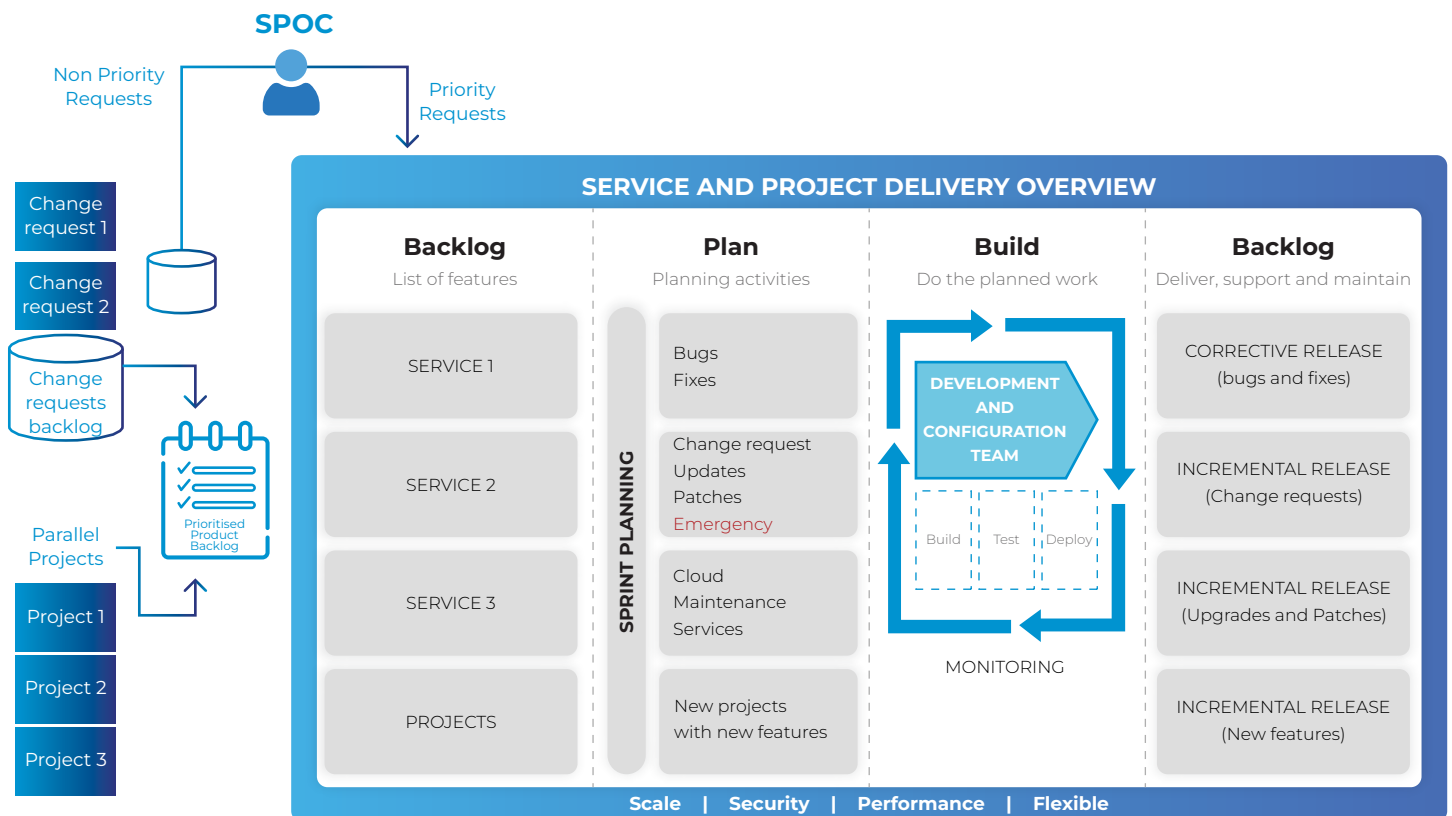 SPOC
Non Priority
Requests
Priority
Requests
Change
request 1
Change
request 2
Change
requests
backlog
Prioritised
Product
Backlog
Parallel
Projects
Project 1
Project 2
Project 3
SERVICE AND PROJECT DELIVERY OVERVIEW
Backlog
List of features
SERVICE 1
SERVICE 2
SERVICE 3
PROJECTS
Plan
Planning activities
SPRINT PLANNING
Bugs
Fixes
Change request
Updates
Patches
Emergency
Cloud
Maintenance
Services
New projects
with new features
Build
Do the planned work
DEVELOPMENT
AND
CONFIGURATION
TEAM
Build
Test
Deploy
MONITORING
Backlog
Deliver, support and maintain
CORRECTIVE RELEASE
(bugs and fixes)
INCREMENTAL RELEASE
(Change requests)
INCREMENTAL RELEASE
(Upgrades and Patches)
INCREMENTAL RELEASE
(New features)
Scale | Security | Performance | Flexible